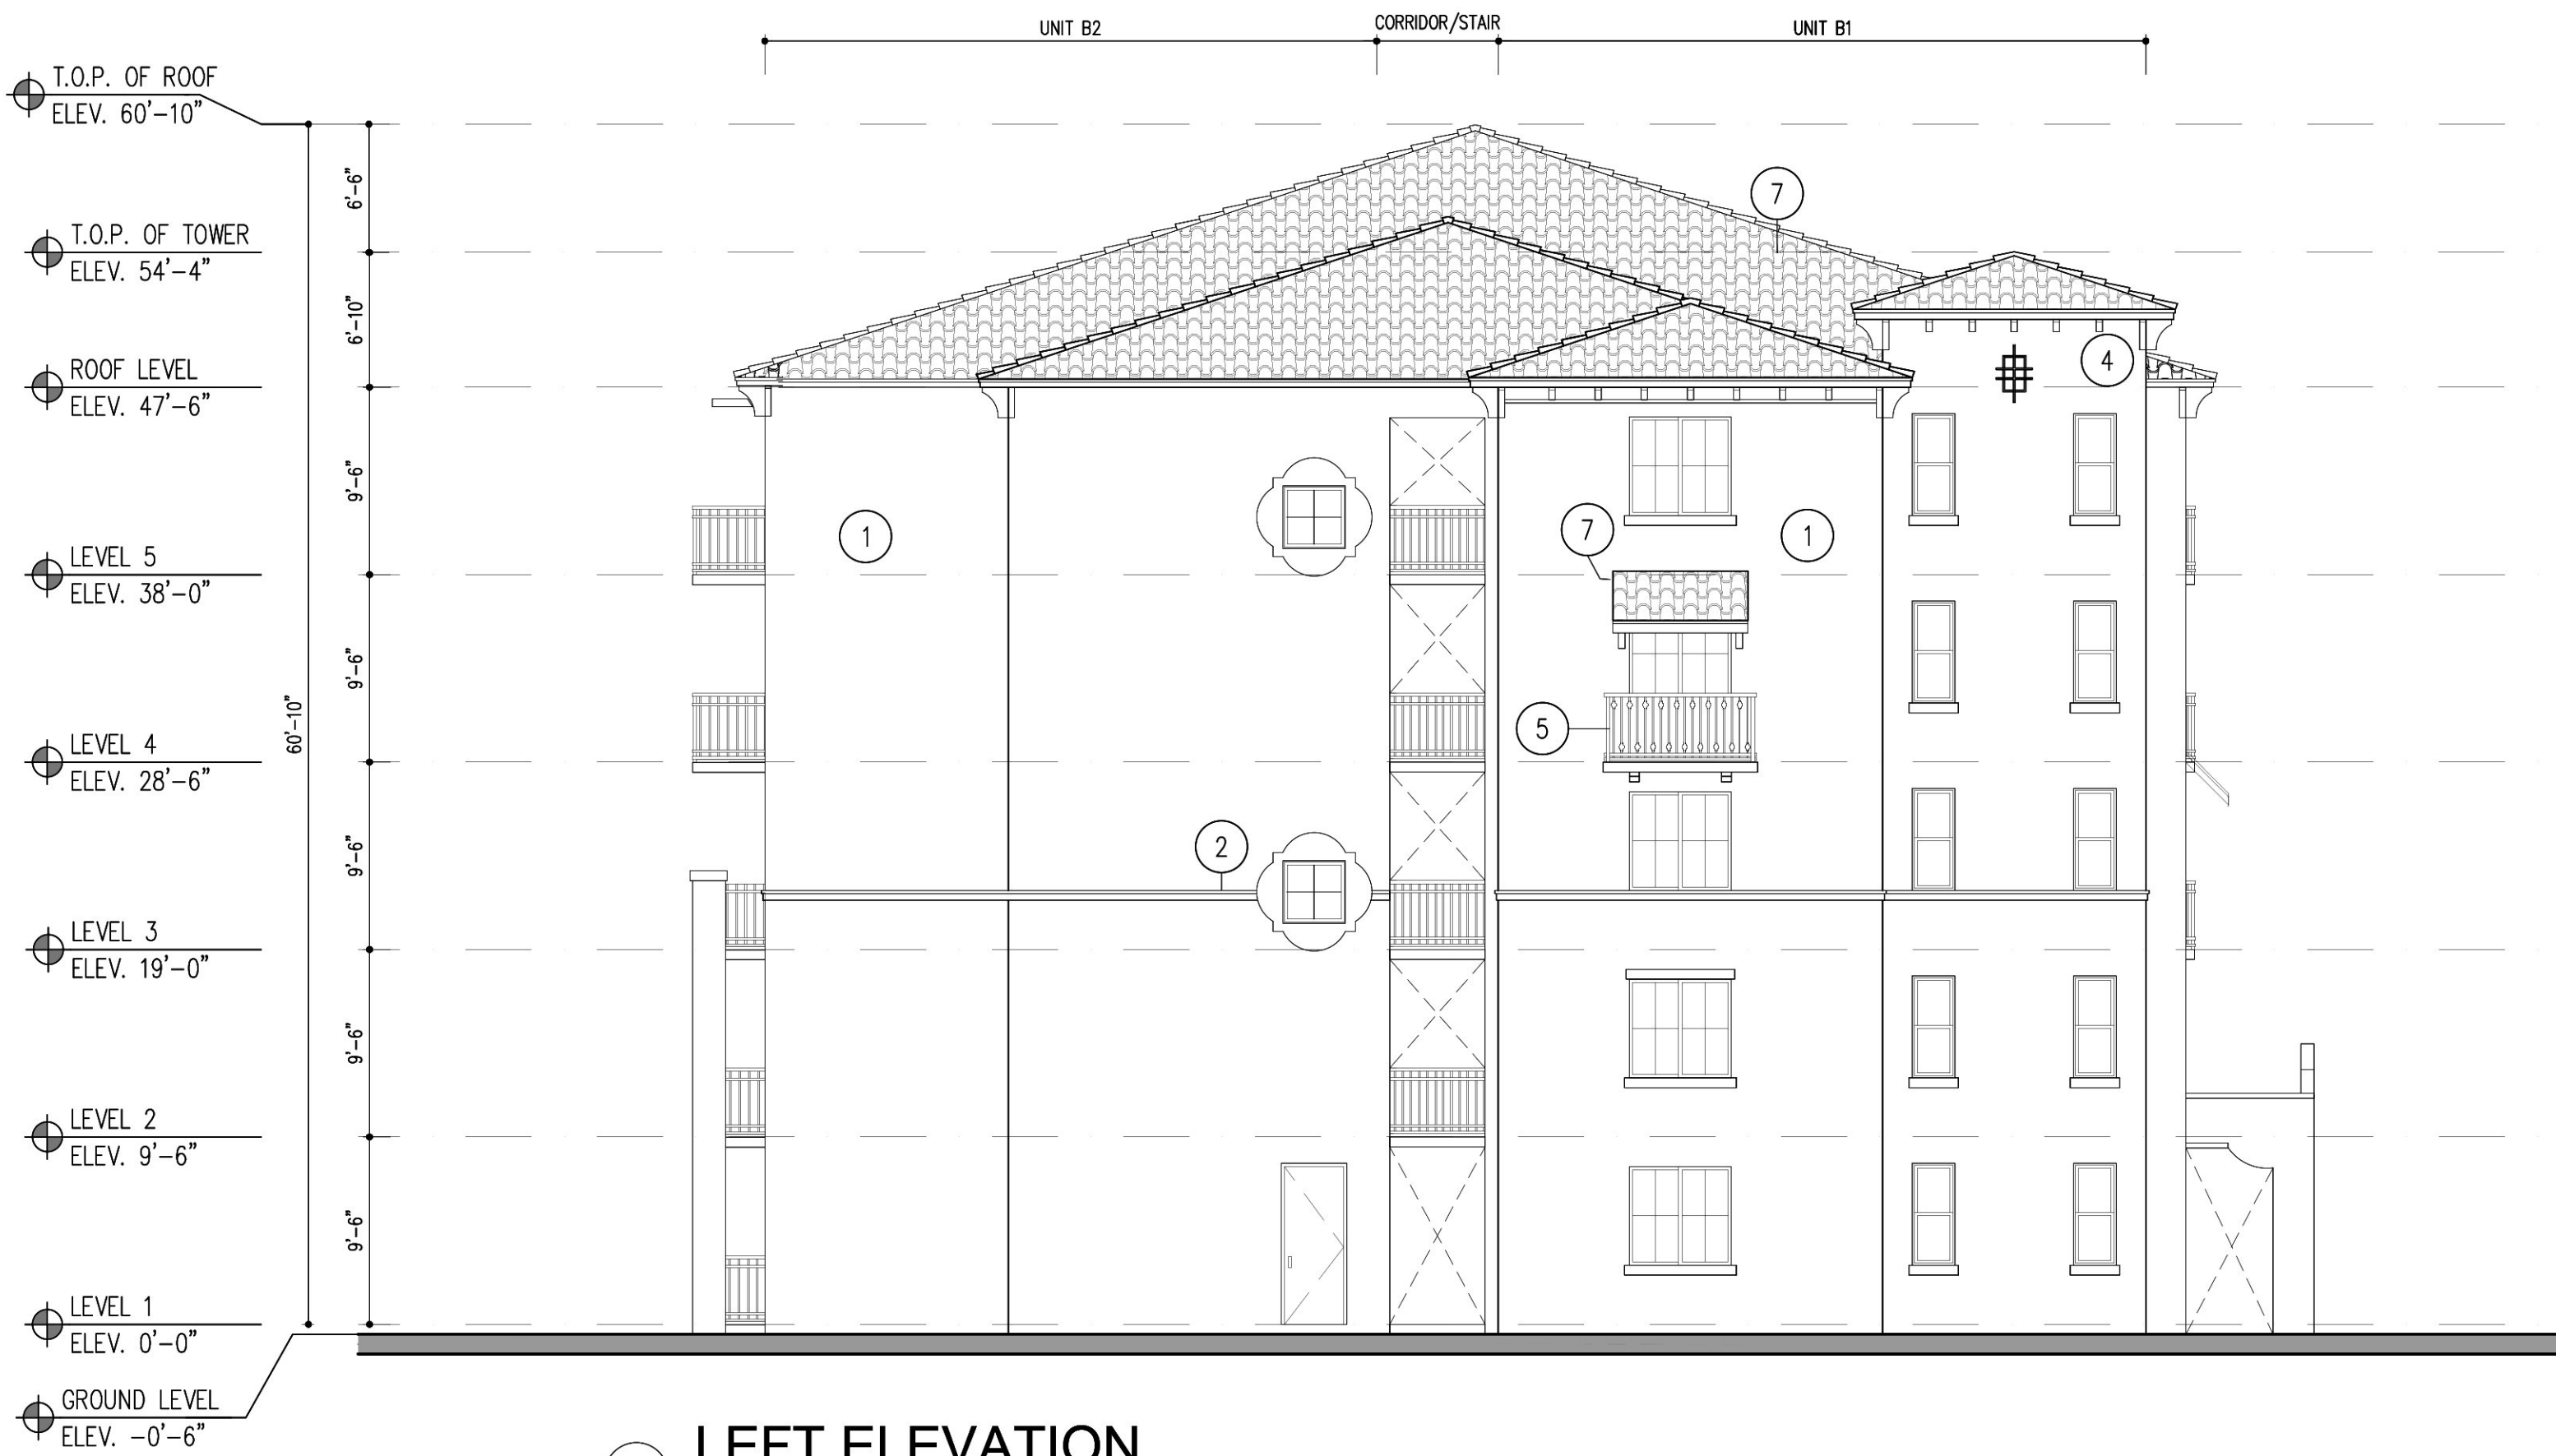 UNIT B2
CORRIDOR/STAIR
UNIT B1
T.O.P. OF ROOF
ELEV. 60'-10"
6'-6"
7
T.O.P. OF TOWER
ELEV. 54'-4"
6'-10"
4
ROOF LEVEL
ELEV. 47'-6"
9'-6"
1
7
1
LEVEL 5
ELEV. 38'-0"
9'-6"
60'-10"
5
LEVEL 4
ELEV. 28'-6"
9'-6"
2
LEVEL 3
ELEV. 19'-0"
9'-6"
LEVEL 2
ELEV. 9'-6"
9'-6"
LEVEL 1
ELEV. 0'-0"
GROUND LEVEL
ELEV. -0'-6"
LEFT ELEVATION